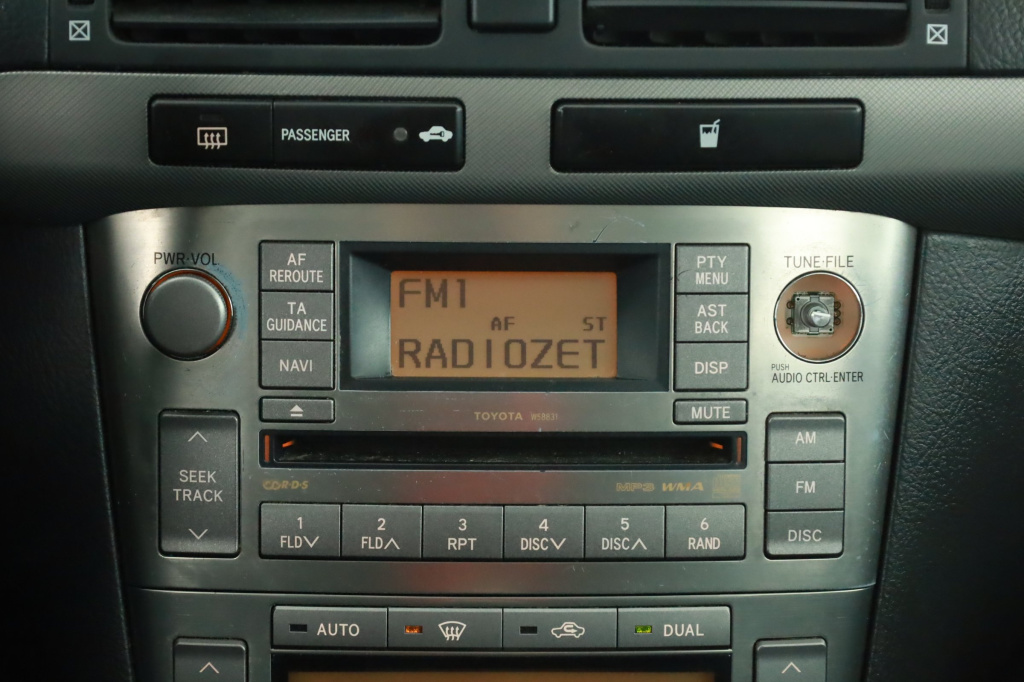 PASSENGER
PWR·VOL
AF
REROUTE
TA
GUIDANCE
NAVI
FM1
AF ST
RADIOZET
PTY
MENU
AST
BACK
DISP
TUNE·FILE
PUSH
AUDIO CTRL·ENTER
TOYOTA
MUTE
SEEK
TRACK
R·D·S
MP3 WMA
1
FLD
2
FLD
3
RPT
4
DISC
5
DISC
6
RAND
AM
FM
DISC
AUTO
DUAL